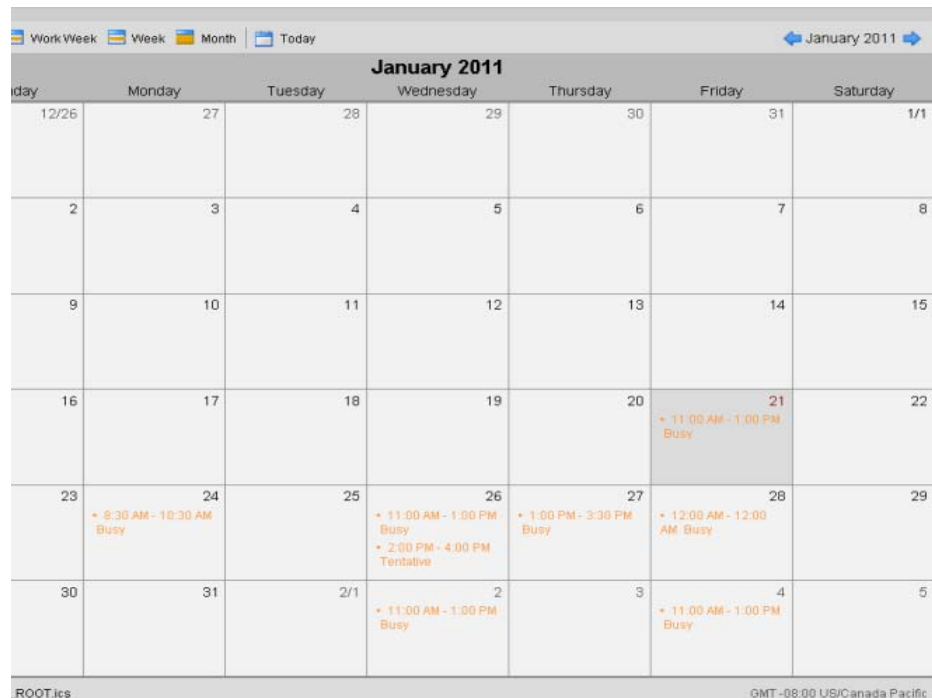 Work Week Week Month Today January 2011
January 2011
day Monday Tuesday Wednesday Thursday Friday Saturday
12/26 27 28 29 30 31 1/1
2 3 4 5 6 7 8
9 10 11 12 13 14 15
16 17 18 19 20 21 22
• 11:00 AM - 1:00 PM
Busy
23 24 25 26 27 28 29
• 8:30 AM - 10:30 AM
Busy
• 11:00 AM - 1:00 PM
Busy
• 2:00 PM - 4:00 PM
Tentative
• 1:00 PM - 3:30 PM
Busy
• 12:00 AM - 12:00
AM Busy
30 31 2/1 2 3 4 5
• 11:00 AM - 1:00 PM
Busy
• 11:00 AM - 1:00 PM
Busy
ROOT.ics GMT -08:00 US/Canada Pacific